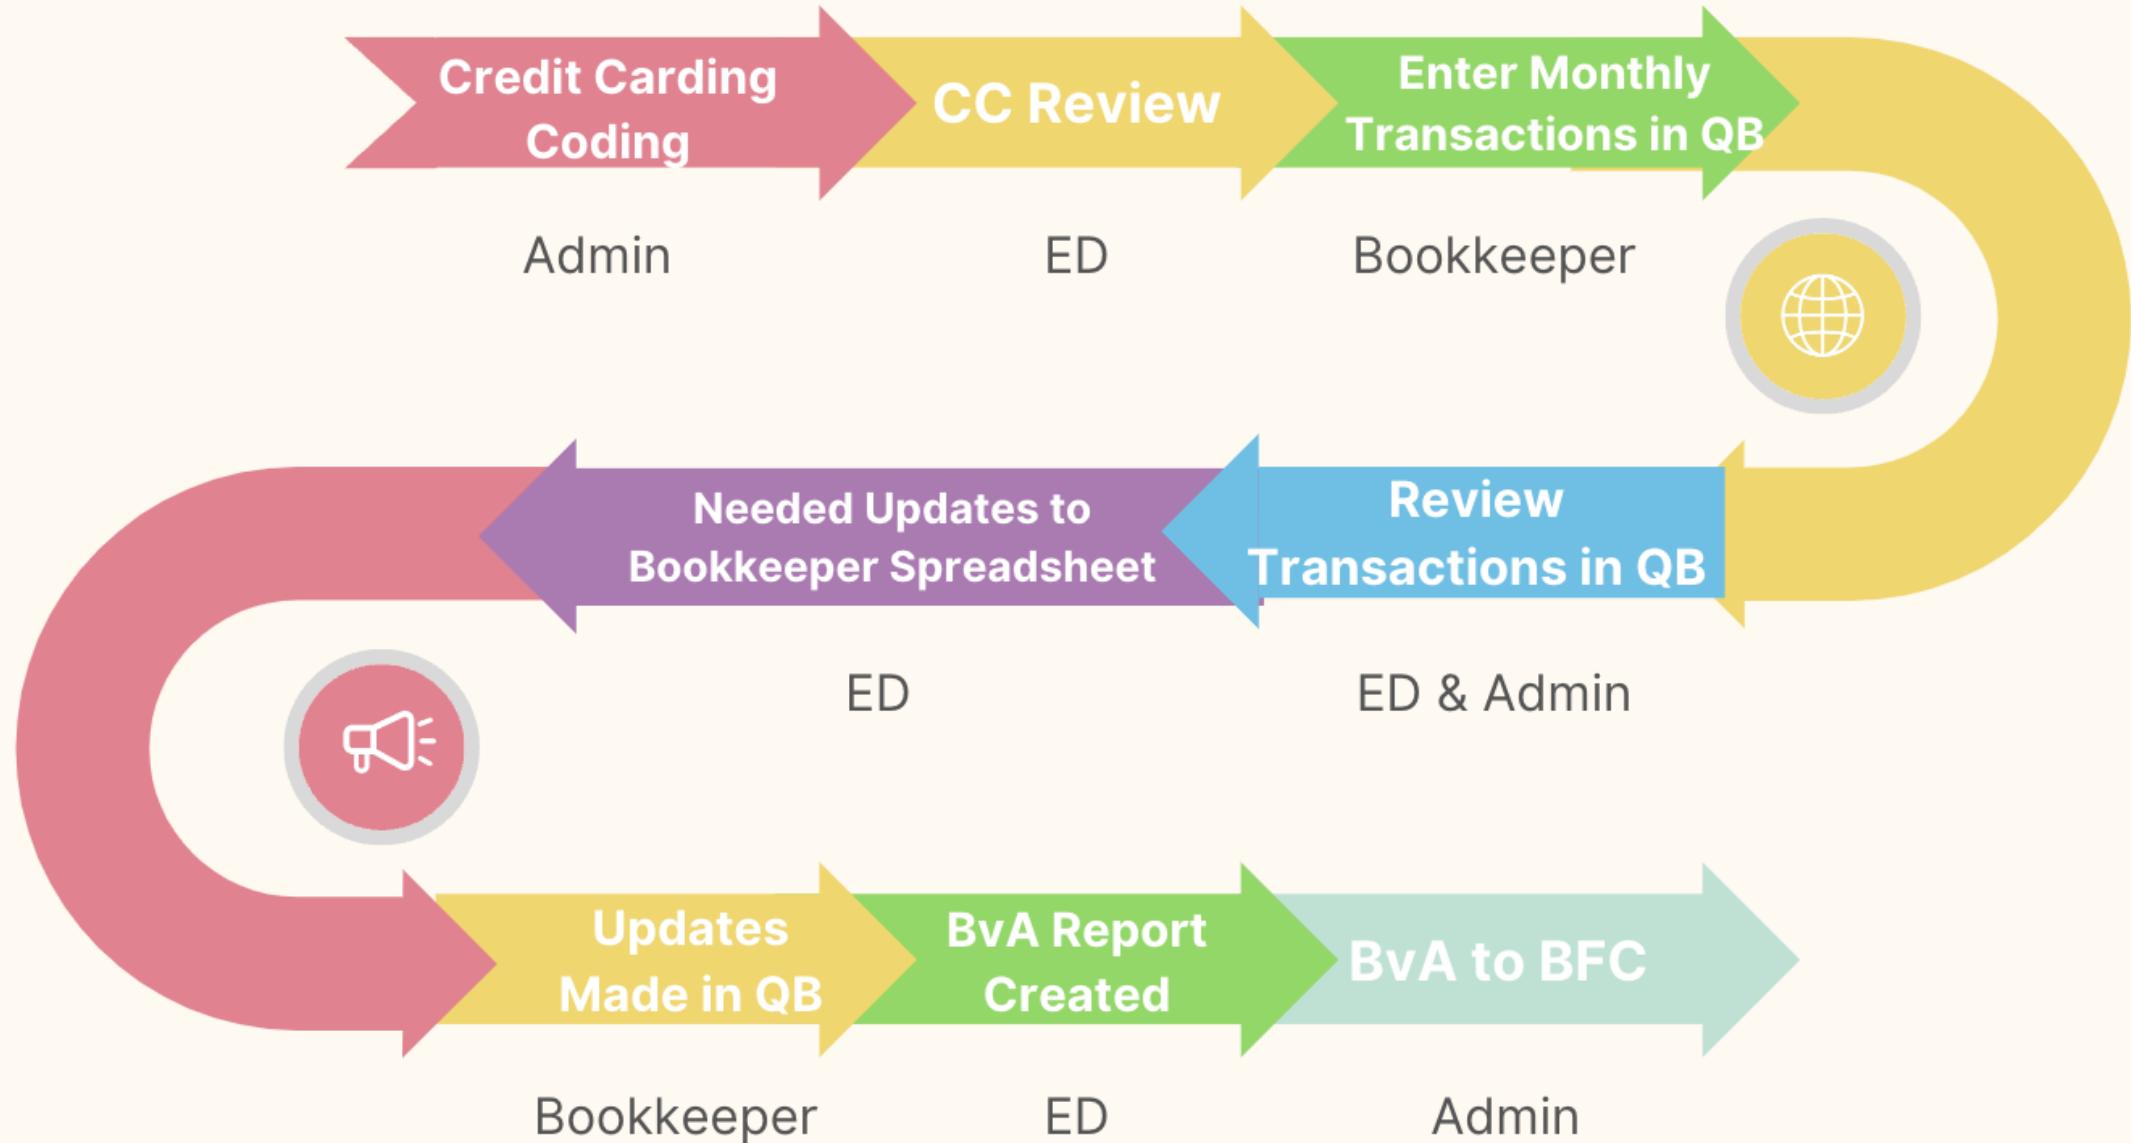 Credit Carding
Coding
CC Review
Enter Monthly
Transactions in QB
Admin
ED
Bookkeeper
Review
Transactions in QB
Needed Updates to
Bookkeeper Spreadsheet
ED & Admin
ED
Updates
Made in QB
BvA Report
Created
BvA to BFC
Bookkeeper
ED
Admin